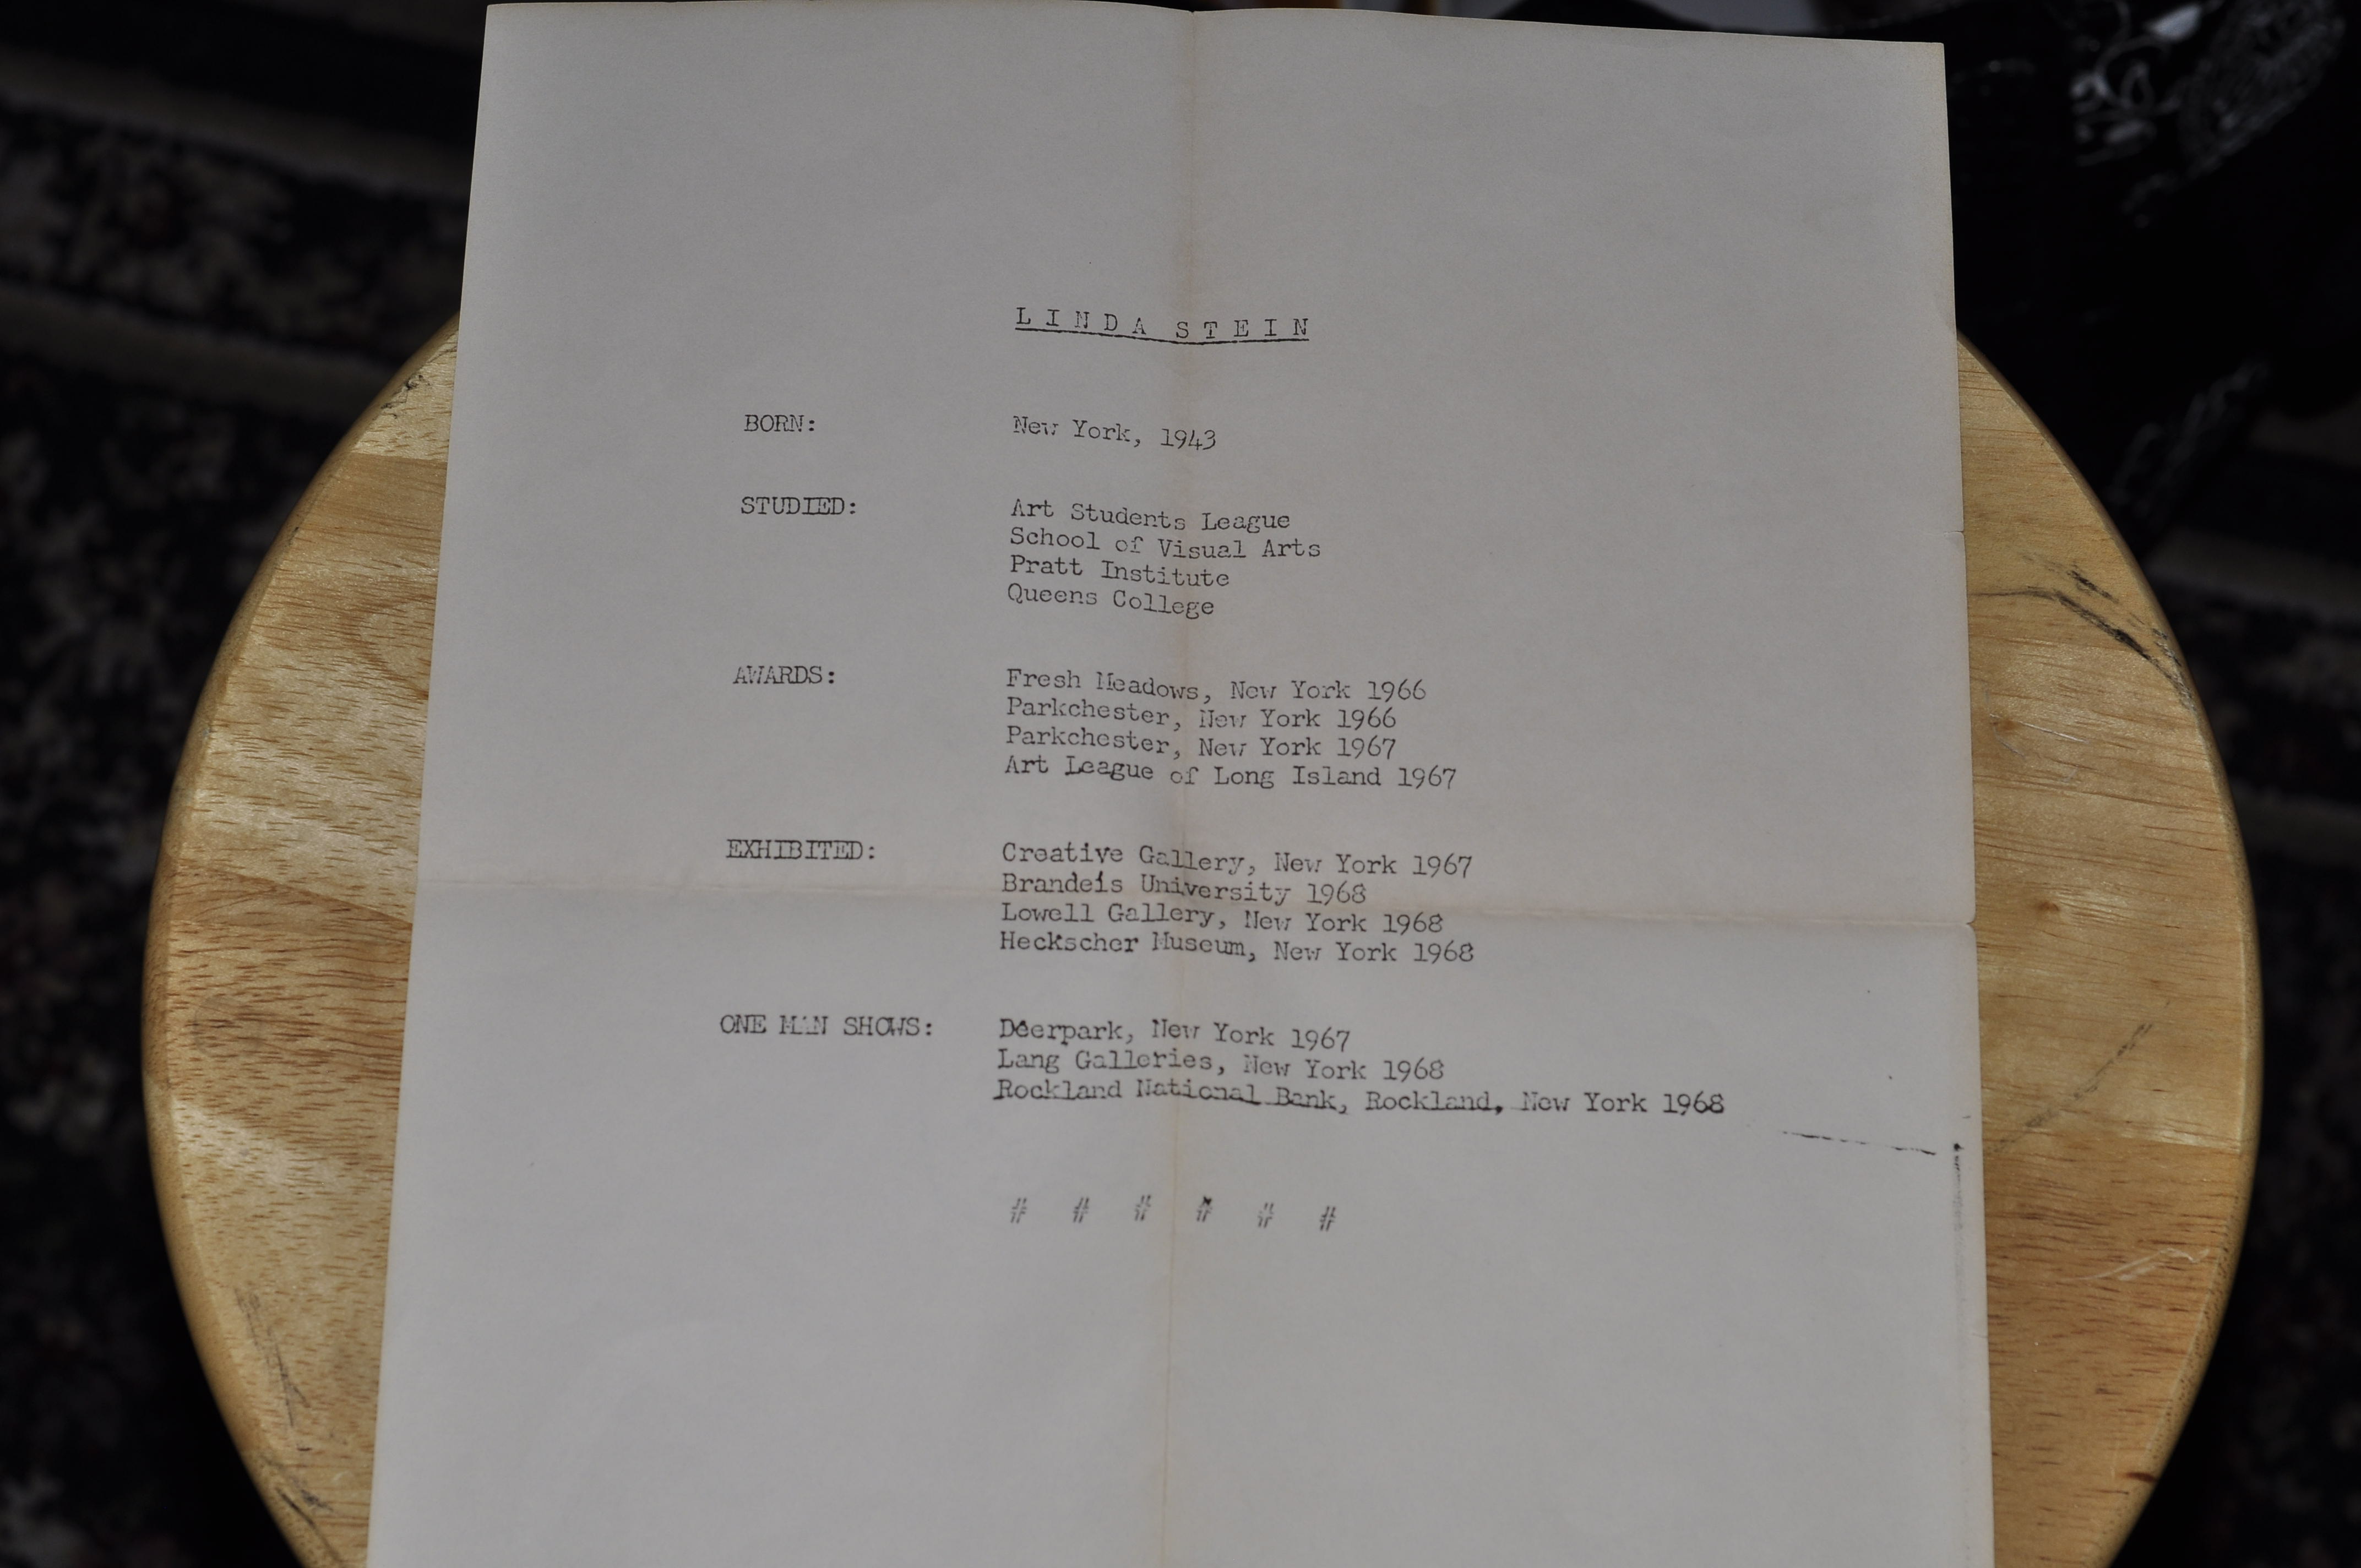 LINDA STEIN
BORN: New York, 1943
STUDIED: Art Students League
School of Visual Arts
Pratt Institute
Queens College
AWARDS: Fresh Meadows, New York 1966
Parkchester, New York 1966
Parkchester, New York 1967
Art League of Long Island 1967
EXHIBITED: Creative Gallery, New York 1967
Brandeis University 1968
Lowell Gallery, New York 1968
Heckscher Museum, New York 1968
ONE MAN SHOWS: Deerpark, New York 1967
Lang Galleries, New York 1968
Rockland National Bank, Rockland, New York 1968
# # # # # #